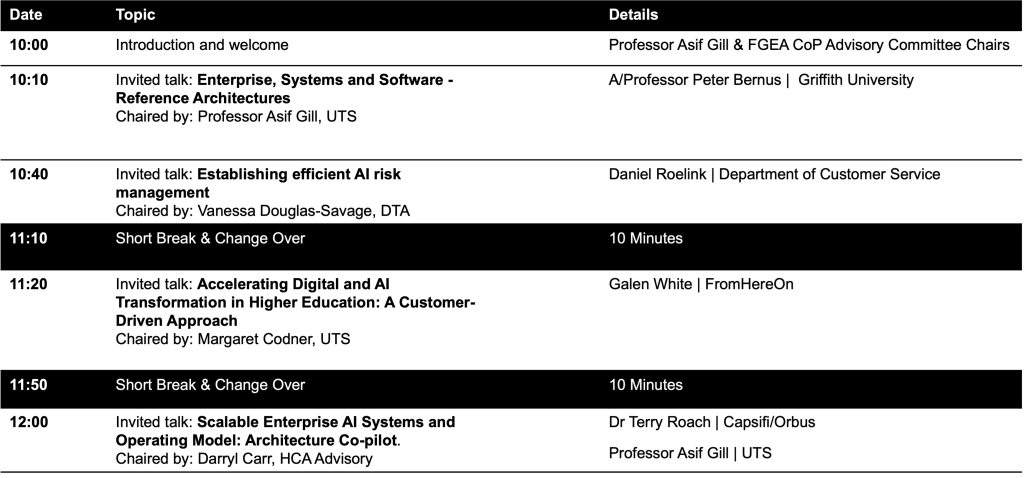 Date Topic Details
10:00 Introduction and welcome Professor Asif Gill & FGEA CoP Advisory Committee Chairs
10:10 Invited talk: Enterprise, Systems and Software - A/Professor Peter Bernus | Griffith University
Reference Architectures
Chaired by: Professor Asif Gill, UTS
10:40 Invited talk: Establishing efficient AI risk Daniel Roelink | Department of Customer Service
management
Chaired by: Vanessa Douglas-Savage, DTA
11:10 Short Break & Change Over 10 Minutes
11:20 Invited talk: Accelerating Digital and AI Galen White | FromHereOn
Transformation in Higher Education: A Customer-
Driven Approach
Chaired by: Margaret Codner, UTS
11:50 Short Break & Change Over 10 Minutes
12:00 Invited talk: Scalable Enterprise AI Systems and Dr Terry Roach | Capsifi/Orbus
Operating Model: Architecture Co-pilot.
Professor Asif Gill | UTS
Chaired by: Darryl Carr, HCA Advisory